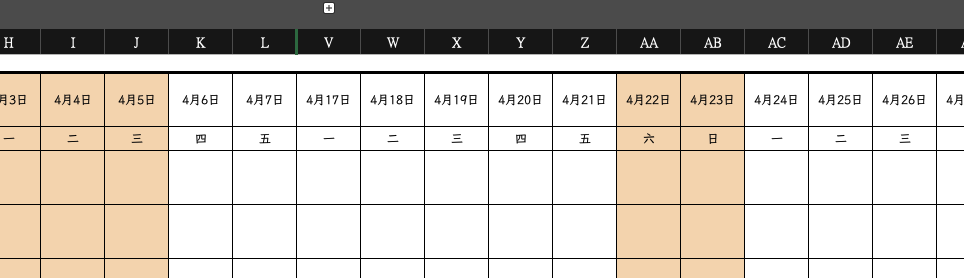 H I J K L V W X Y Z AA AB AC AD AE
月3日 4月4日 4月5日 4月6日 4月7日 4月17日 4月18日 4月19日 4月20日 4月21日 4月22日 4月23日 4月24日 4月25日 4月26日 4月
一 二 三 四 五 一 二 三 四 五 六 日 一 二 三